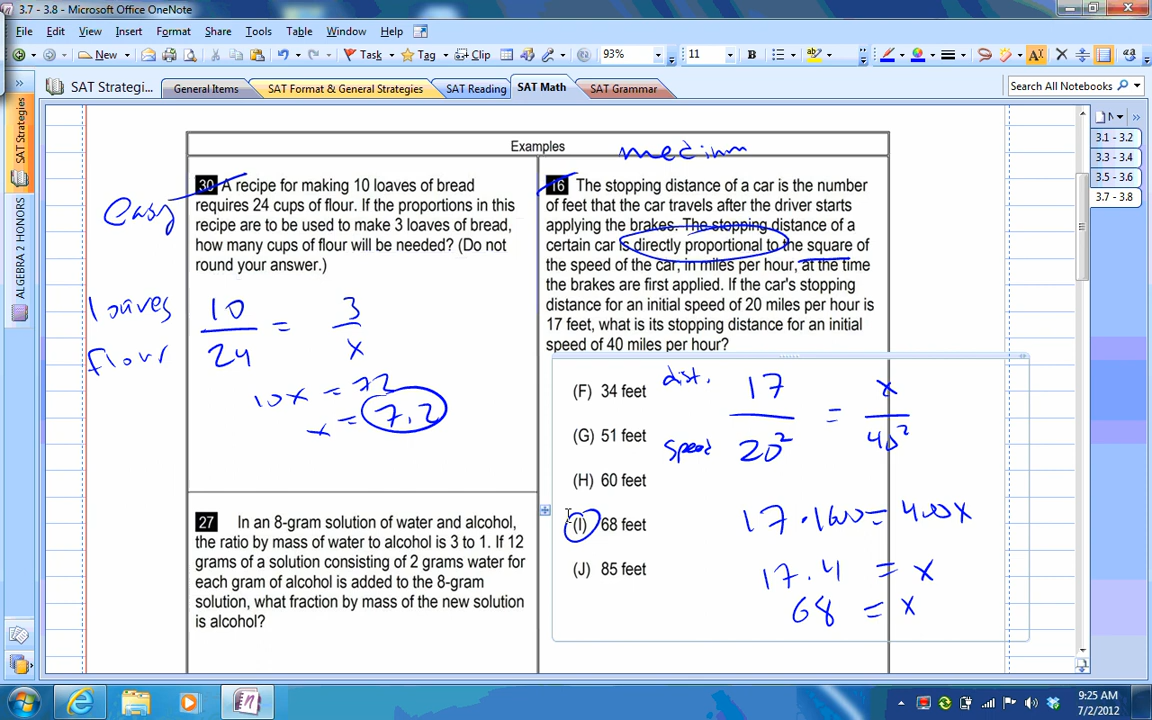 3.7 - 3.8 - Microsoft Office OneNote
File Edit View Insert Format Share Tools Table Window Help
New Task Tag Clip 93% 11 B
SAT Strategi... General Items SAT Format & General Strategies SAT Reading SAT Math SAT Grammar Search All Notebooks
SAT Strategies
ALGEBRA 2 HONORS
N
3.1 - 3.2
3.3 - 3.4
3.5 - 3.6
3.7 - 3.8
Examples
medium
easy
30 A recipe for making 10 loaves of bread
requires 24 cups of flour. If the proportions in this
recipe are to be used to make 3 loaves of bread,
how many cups of flour will be needed? (Do not
round your answer.)
loaves 10 = 3
flour 24 x
10x = 72
x = 7.2
27 In an 8-gram solution of water and alcohol,
the ratio by mass of water to alcohol is 3 to 1. If 12
grams of a solution consisting of 2 grams water for
each gram of alcohol is added to the 8-gram
solution, what fraction by mass of the new solution
is alcohol?
16 The stopping distance of a car is the number
of feet that the car travels after the driver starts
applying the brakes. The stopping distance of a
certain car is directly proportional to the square of
the speed of the car, in miles per hour, at the time
the brakes are first applied. If the car's stopping
distance for an initial speed of 20 miles per hour is
17 feet, what is its stopping distance for an initial
speed of 40 miles per hour?
(F) 34 feet
(G) 51 feet
(H) 60 feet
(I) 68 feet
(J) 85 feet
dist. 17 = x
speed 20² 40²
17 · 1600 = 400x
17 . 4 = x
68 = x
9:25 AM
7/2/2012